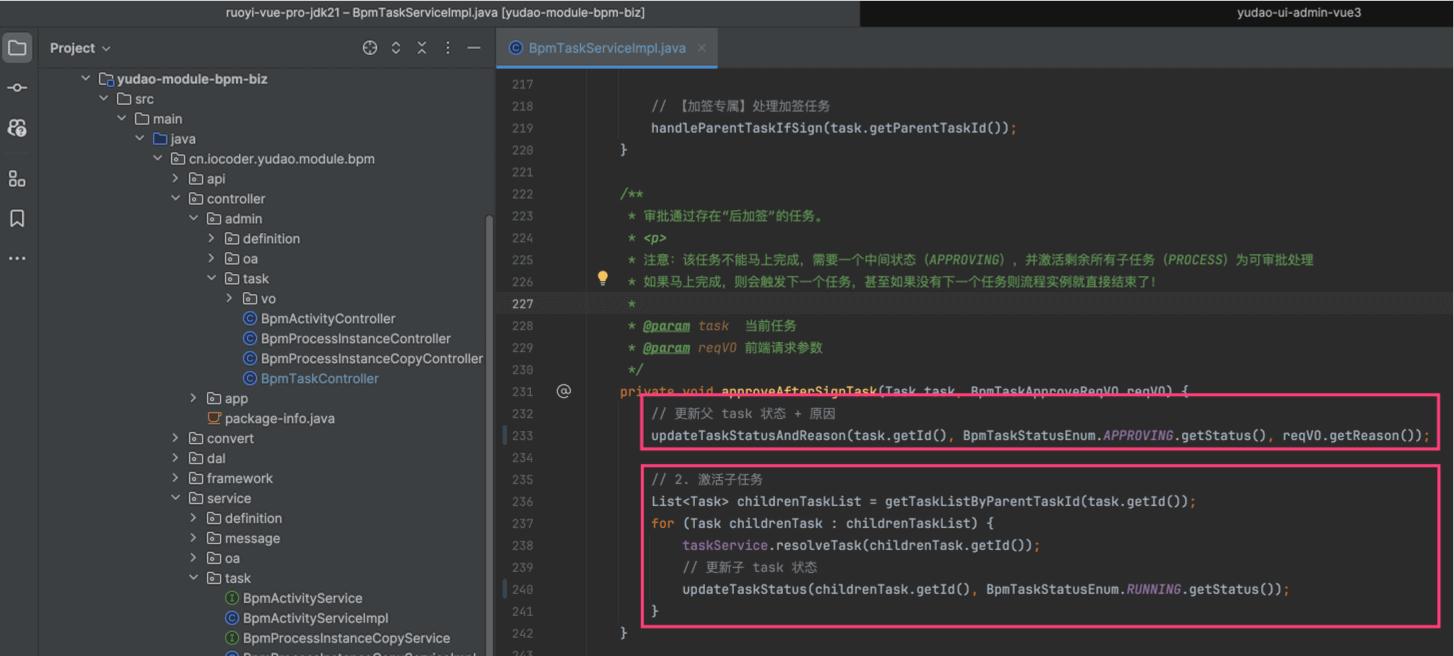 ruoyi-vue-pro-jdk21 – BpmTaskServiceImpl.java [yudao-module-bpm-biz]
yudao-ui-admin-vue3
Project
BpmTaskServiceImpl.java
yudao-module-bpm-biz
src
main
java
cn.iocoder.yudao.module.bpm
api
controller
admin
definition
oa
task
vo
BpmActivityController
BpmProcessInstanceController
BpmProcessInstanceCopyController
BpmTaskController
app
package-info.java
convert
dal
framework
service
definition
message
oa
task
BpmActivityService
BpmActivityServiceImpl
BpmProcessInstanceCopyService
BpmProcessInstanceCopyServiceImpl
217
218 // 【加签专属】处理加签任务
219 handleParentTaskIfSign(task.getParentTaskId());
220 }
221
222 /**
223 * 审批通过存在“后加签”的任务。
224 * <p>
225 * 注意：该任务不能马上完成，需要一个中间状态（APPROVING），并激活剩余所有子任务（PROCESS）为可审批处理
226 * 如果马上完成，则会触发下一个任务，甚至如果没有下一个任务则流程实例就直接结束了！
227 *
228 * @param task 当前任务
229 * @param reqVO 前端请求参数
230 */
231 private void approveAfterSignTask(Task task, BpmTaskApproveReqVO reqVO) {
232 // 更新父 task 状态 + 原因
233 updateTaskStatusAndReason(task.getId(), BpmTaskStatusEnum.APPROVING.getStatus(), reqVO.getReason());
234
235 // 2. 激活子任务
236 List<Task> childrenTaskList = getTaskListByParentTaskId(task.getId());
237 for (Task childrenTask : childrenTaskList) {
238 taskService.resolveTask(childrenTask.getId());
239 // 更新子 task 状态
240 updateTaskStatus(childrenTask.getId(), BpmTaskStatusEnum.RUNNING.getStatus());
241 }
242 }
243